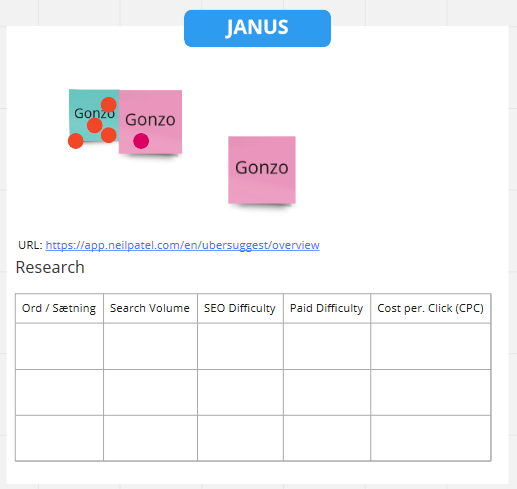 JANUS
Gonzo
Gonzo
Gonzo
URL: https://app.neilpatel.com/en/ubersuggest/overview
Research
Ord / Sætning Search Volume SEO Difficulty Paid Difficulty Cost per. Click (CPC)